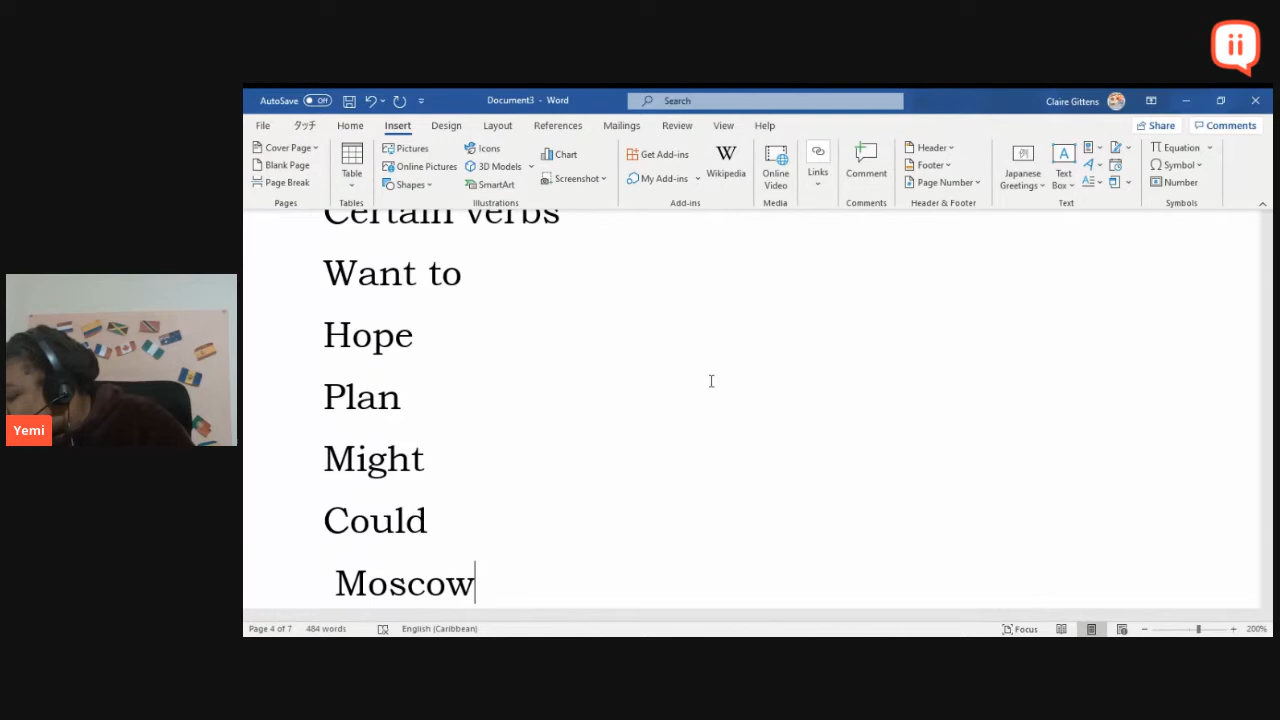 ii
AutoSave Off Document3 - Word Search Claire Gittens
File タッチ Home Insert Design Layout References Mailings Review View Help Share Comments
Cover Page
Blank Page
Page Break
Pages
Table
Tables
Pictures
Online Pictures
Shapes
Icons
3D Models
SmartArt
Chart
Screenshot
Illustrations
Get Add-ins
My Add-ins
W
Wikipedia
Add-ins
Online
Video
Media
Links
Comment
Comments
Header
Footer
Page Number
Header & Footer
Japanese
Greetings
A
Text
Box
Text
Equation
Symbol
Number
Symbols
Certain verbs
Want to
Hope
Plan
Might
Could
Moscow
Yemi
Page 4 of 7 484 words English (Caribbean) Focus 200%